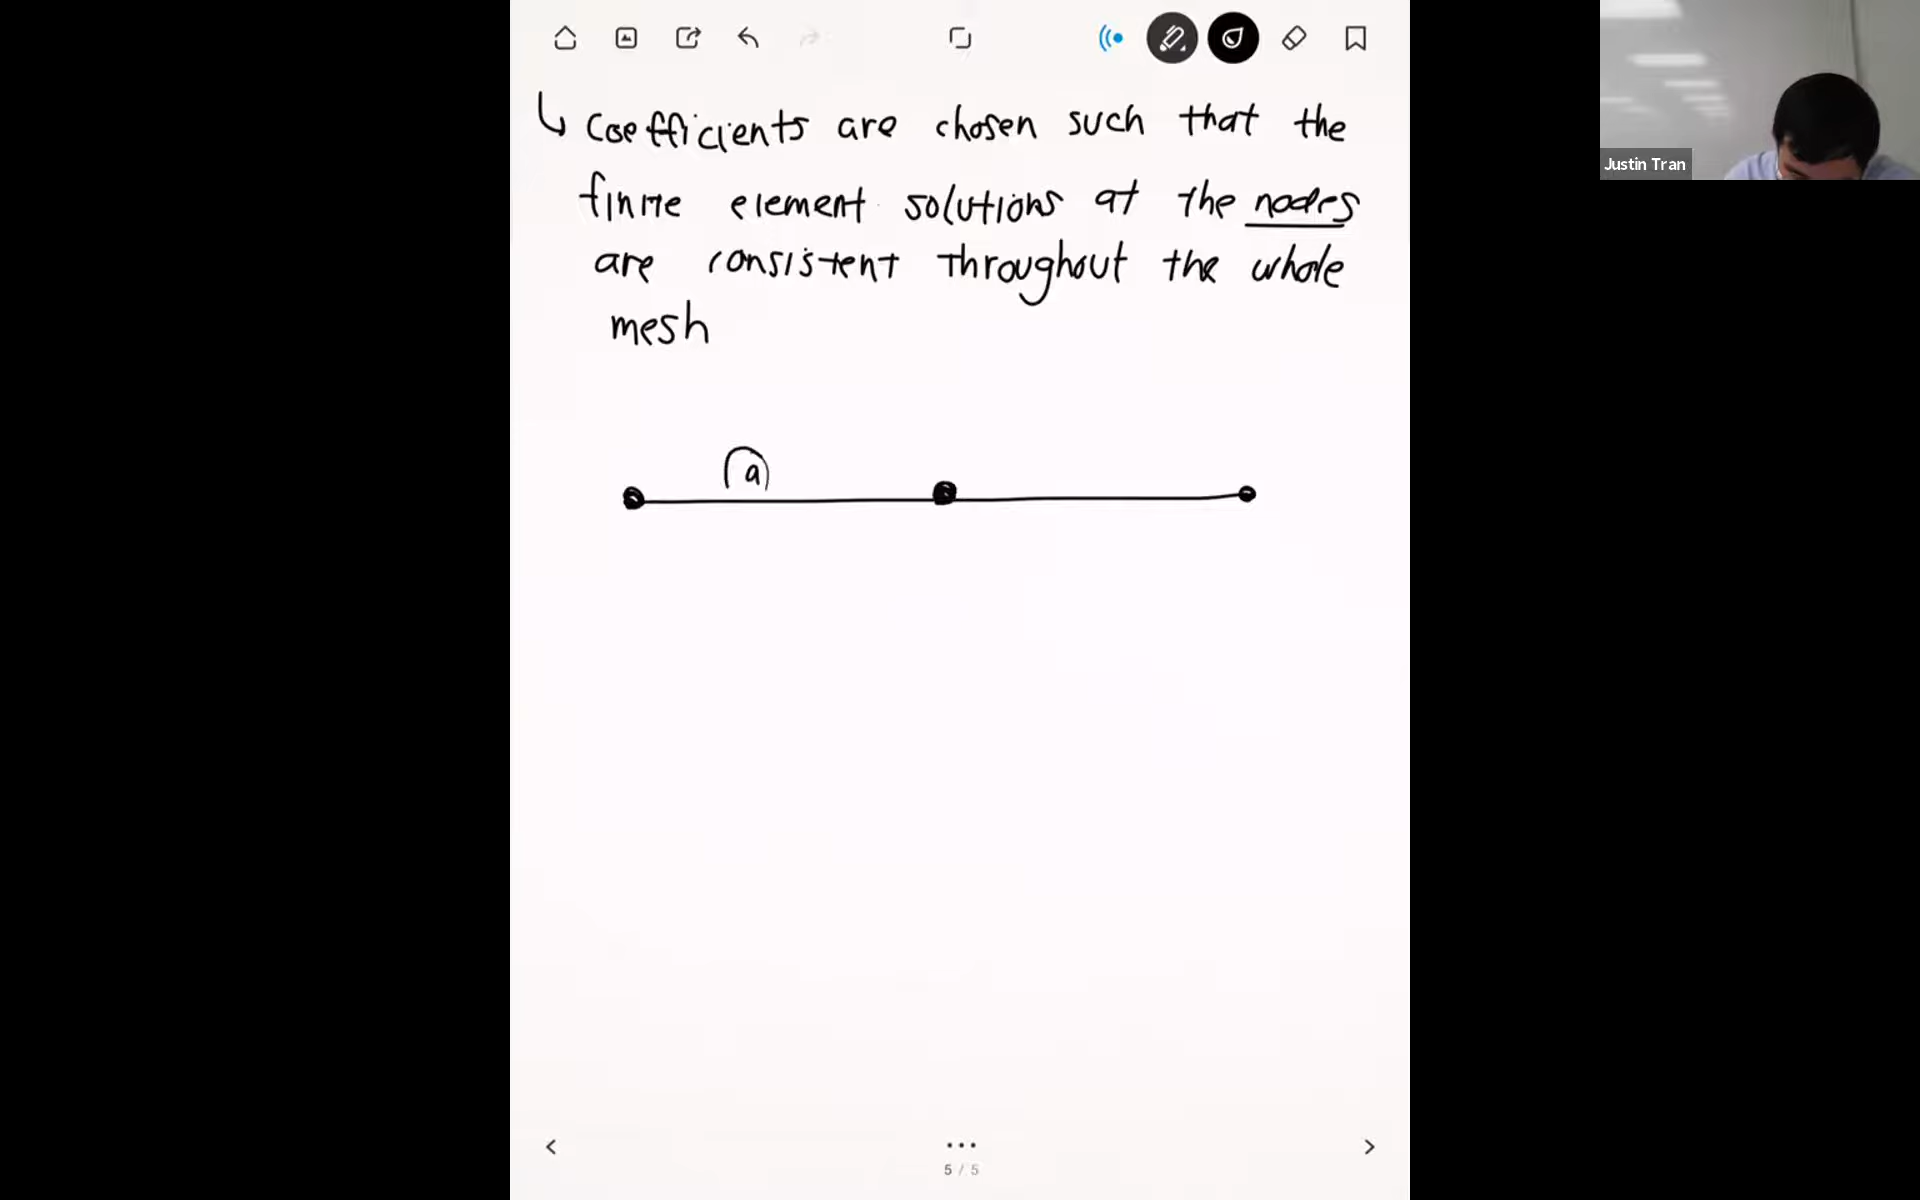 Coefficients are chosen such that the
finite element solutions at the nodes
are consistent throughout the whole
mesh
a
5 / 5
Justin Tran